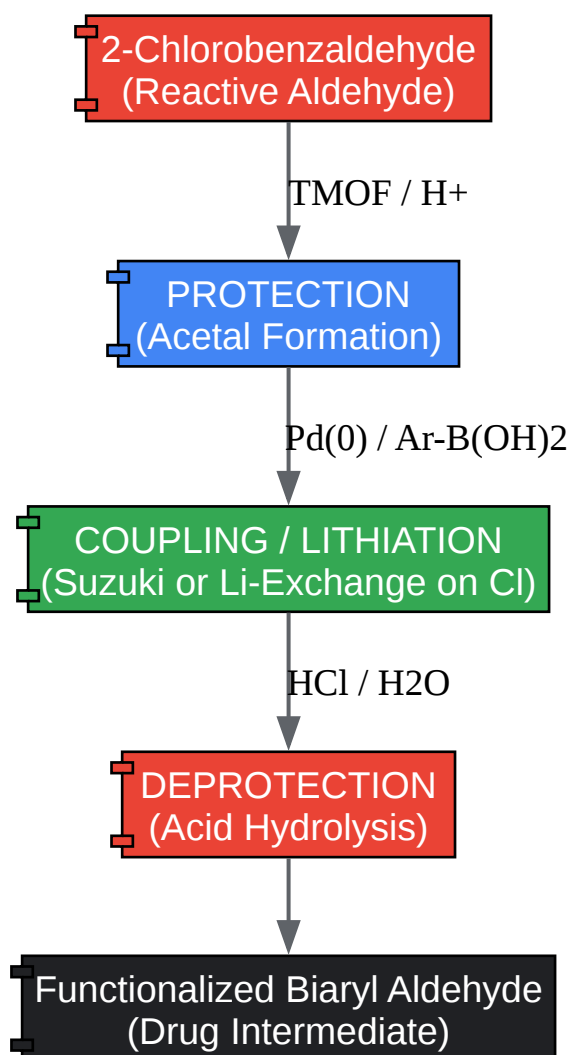 2-Chlorobenzaldehyde
(Reactive Aldehyde)
TMOF / H+
PROTECTION
(Acetal Formation)
Pd(0) / Ar-B(OH)2
COUPLING / LITHIATION
(Suzuki or Li-Exchange on Cl)
HCl / H2O
DEPROTECTION
(Acid Hydrolysis)
Functionalized Biaryl Aldehyde
(Drug Intermediate)